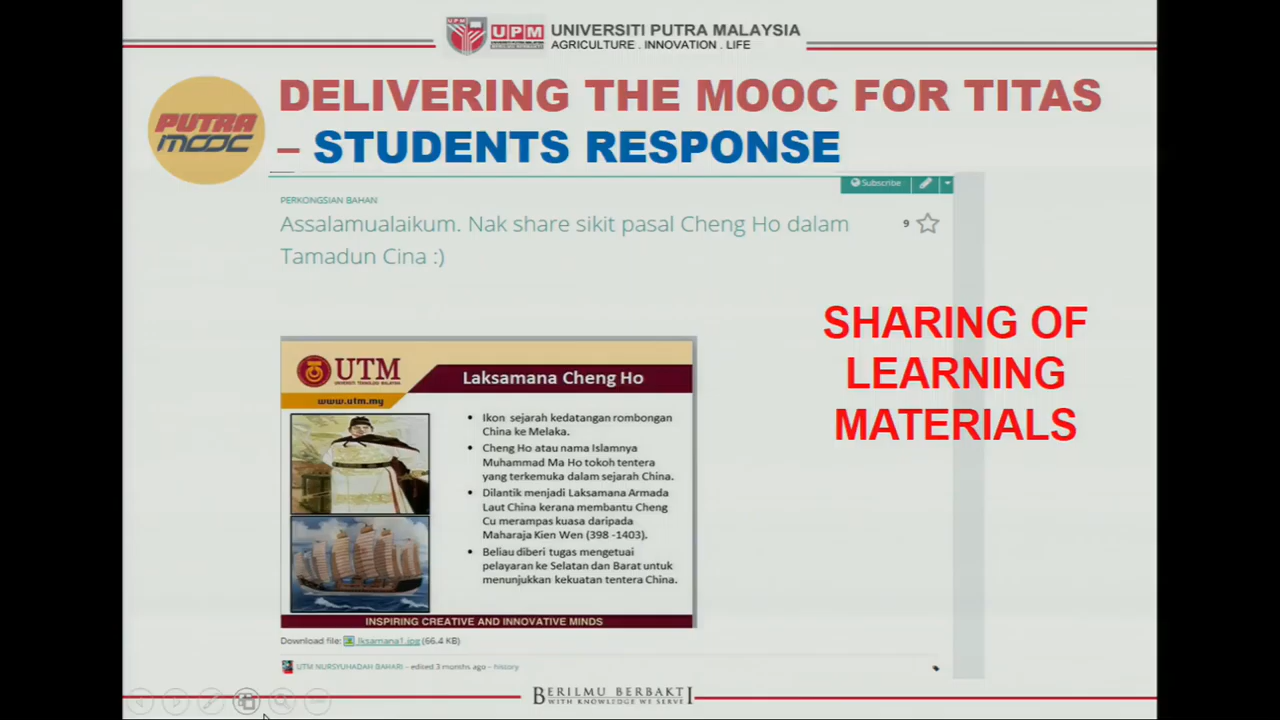 UPM
UNIVERSITI PUTRA MALAYSIA
AGRICULTURE . INNOVATION . LIFE
PUTRA
MOOC
DELIVERING THE MOOC FOR TITAS
– STUDENTS RESPONSE
Subscribe
PERKONGSIAN BAHAN
Assalamualaikum. Nak share sikit pasal Cheng Ho dalam
Tamadun Cina :)
9
SHARING OF
LEARNING
MATERIALS
UTM
UNIVERSITI TEKNOLOGI MALAYSIA
www.utm.my
Laksamana Cheng Ho
• Ikon sejarah kedatangan rombongan
China ke Melaka.
• Cheng Ho atau nama Islamnya
Muhammad Ma Ho tokoh tentera
yang terkemuka dalam sejarah China.
• Dilantik menjadi Laksamana Armada
Laut China kerana membantu Cheng
Cu merampas kuasa daripada
Maharaja Kien Wen (398 -1403).
• Beliau diberi tugas mengetuai
pelayaran ke Selatan dan Barat untuk
menunjukkan kekuatan tentera China.
INSPIRING CREATIVE AND INNOVATIVE MINDS
Download file: lksamana1.jpg (66.4 KB)
UTM NURSYUHADAH BAHARI - edited 3 months ago - history
BERILMU BERBAKTI
WITH KNOWLEDGE WE SERVE